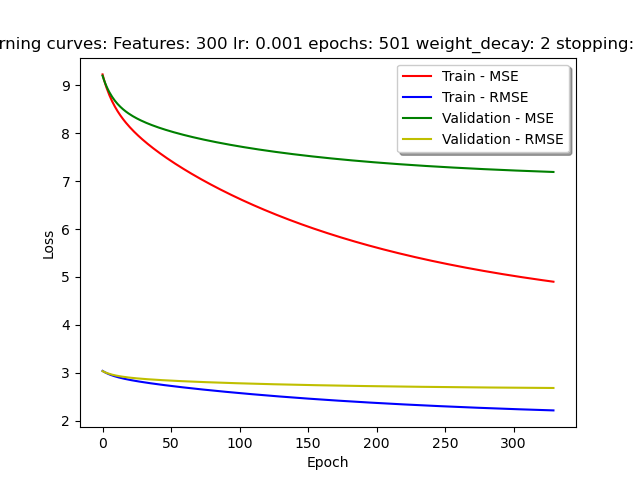 rning curves: Features: 300 lr: 0.001 epochs: 501 weight_decay: 2 stopping:
9
8
7
6
5
4
3
2
Loss
Train - MSE
Train - RMSE
Validation - MSE
Validation - RMSE
0 50 100 150 200 250 300
Epoch